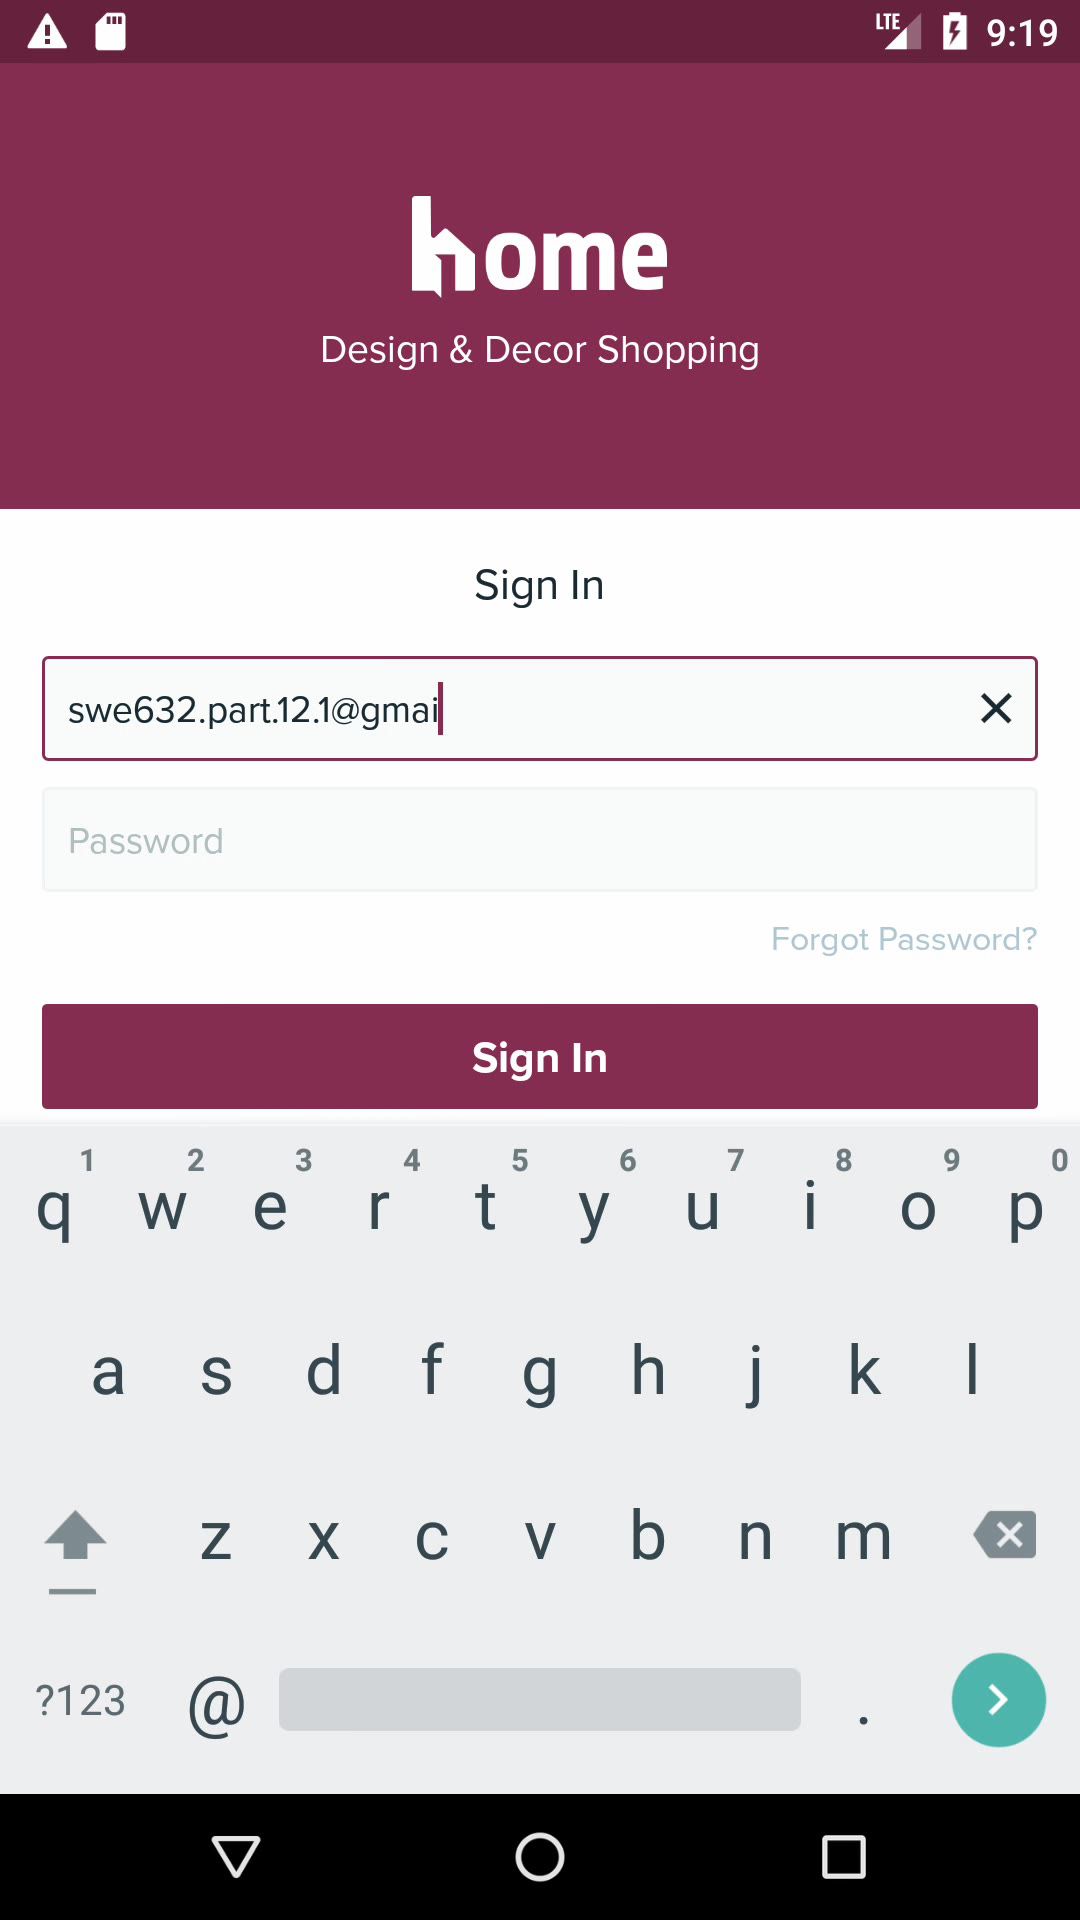 LTE 9:19
home
Design & Decor Shopping
Sign In
swe632.part.12.1@gmai
Password
Forgot Password?
Sign In
1 2 3 4 5 6 7 8 9 0
q w e r t y u i o p
a s d f g h j k l
z x c v b n m
?123 @ .